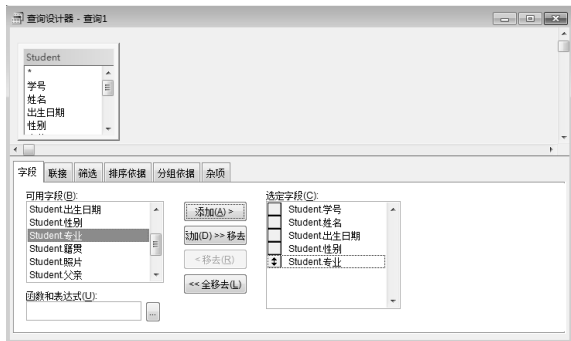 查询设计器 - 查询1
Student
*
学号
姓名
出生日期
性别
字段 联接 筛选 排序依据 分组依据 杂项
可用字段(B):
Student.出生日期
Student.性别
Student.专业
Student.籍贯
Student.照片
Student.父亲
函数和表达式(U):
...
添加(A) >
加(D) >> 移去
< 移去(R)
<< 全移去(L)
选定字段(C):
Student.学号
Student.姓名
Student.出生日期
Student.性别
Student.专业